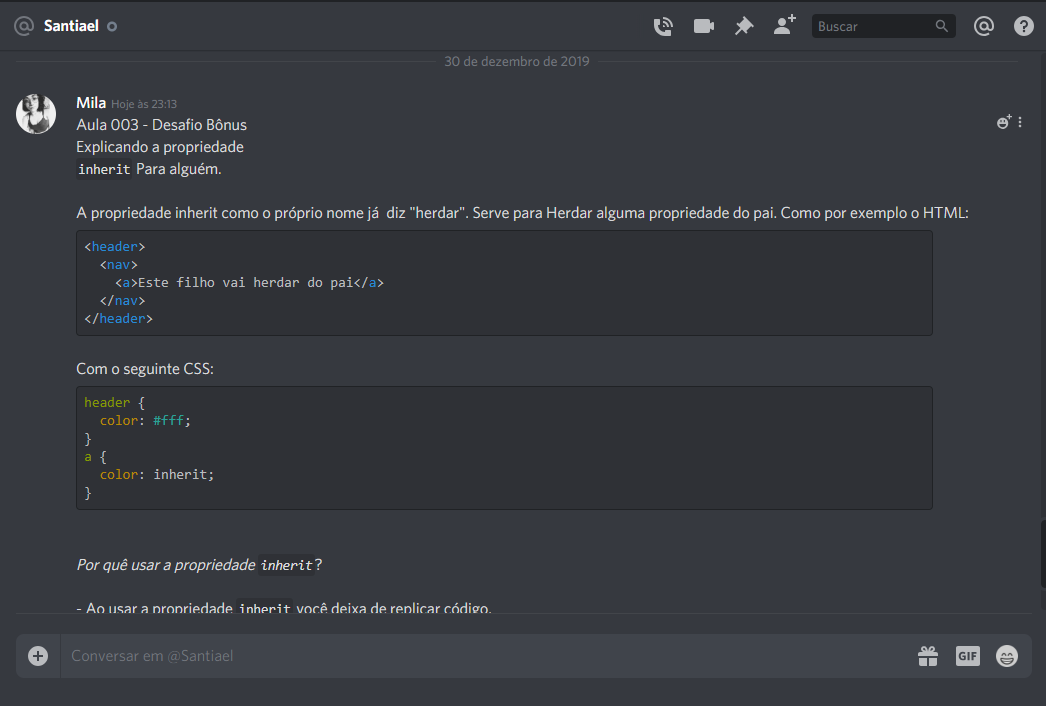 Santiael
Buscar
30 de dezembro de 2019
Mila Hoje às 23:13
Aula 003 - Desafio Bônus
Explicando a propriedade
inherit Para alguém.
A propriedade inherit como o próprio nome já  diz "herdar". Serve para Herdar alguma propriedade do pai. Como por exemplo o HTML:
<header>
  <nav>
    <a>Este filho vai herdar do pai</a>
  </nav>
</header>
Com o seguinte CSS:
header {
  color: #fff;
}
a {
  color: inherit;
}
Por quê usar a propriedade inherit?
- Ao usar a propriedade inherit você deixa de replicar código.
Conversar em @Santiael
GIF